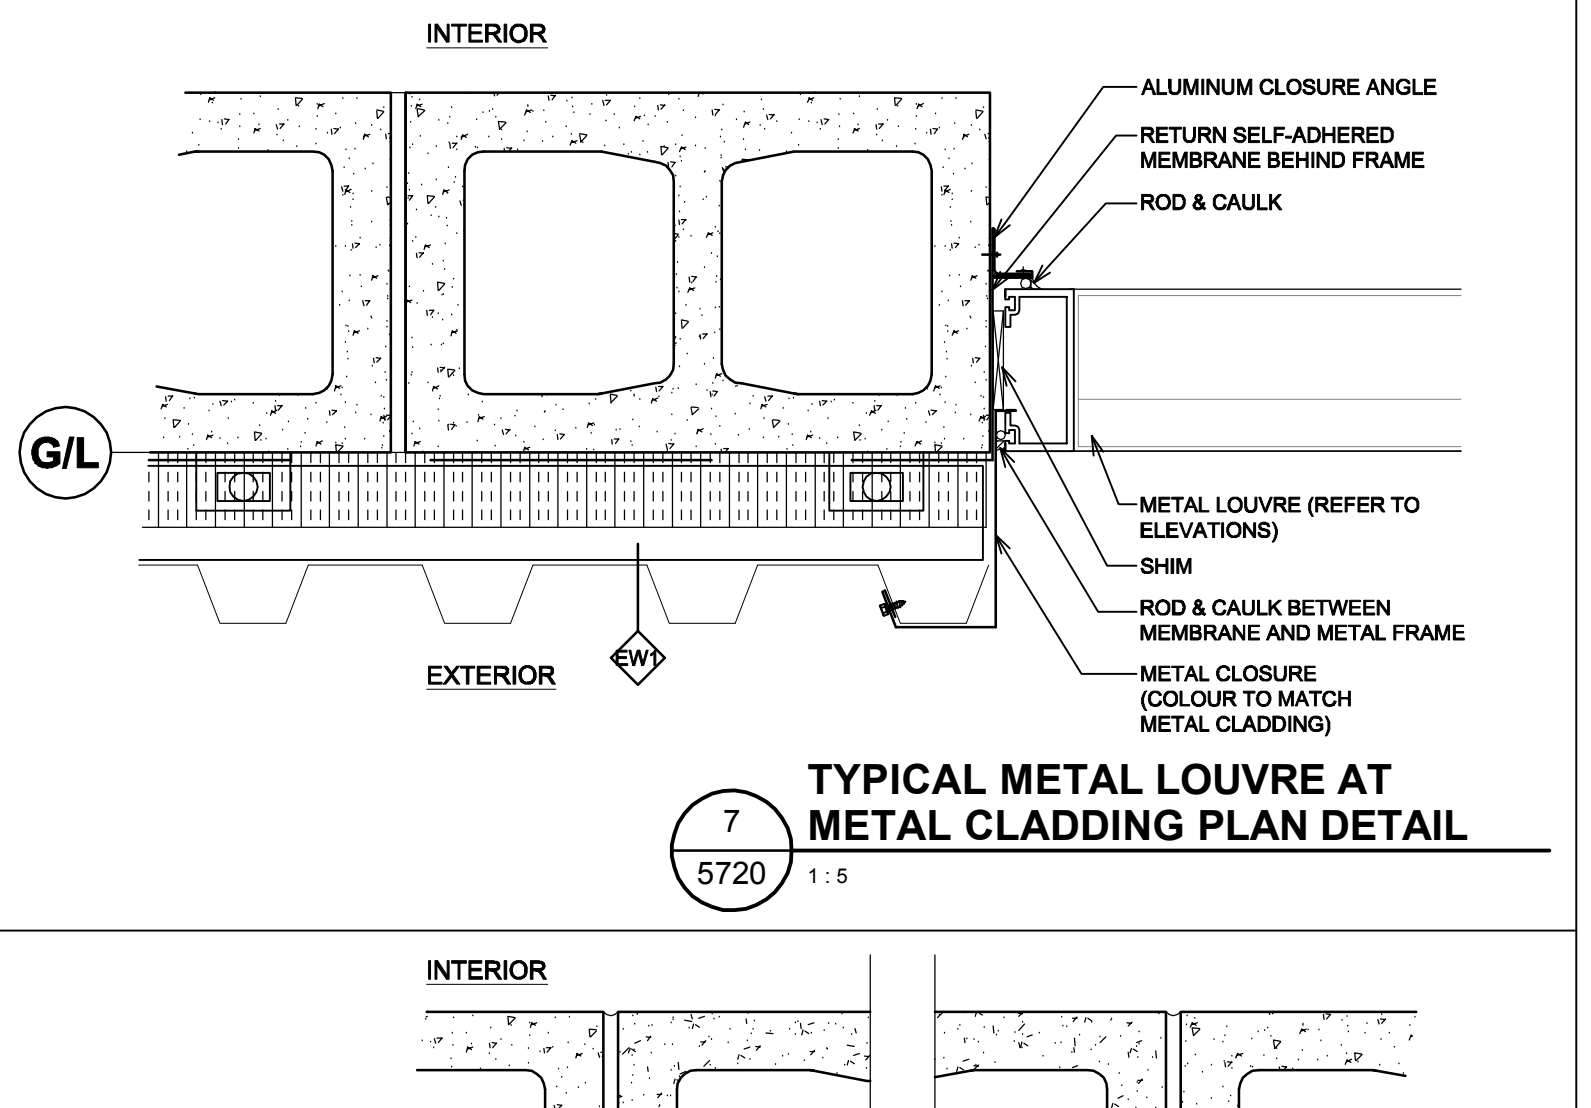 INTERIOR
ALUMINUM CLOSURE ANGLE
RETURN SELF-ADHERED
MEMBRANE BEHIND FRAME
ROD & CAULK
G/L
METAL LOUVRE (REFER TO
ELEVATIONS)
SHIM
ROD & CAULK BETWEEN
MEMBRANE AND METAL FRAME
METAL CLOSURE
(COLOUR TO MATCH
METAL CLADDING)
EW1
EXTERIOR
TYPICAL METAL LOUVRE AT
METAL CLADDING PLAN DETAIL
7
5720
1 : 5
INTERIOR